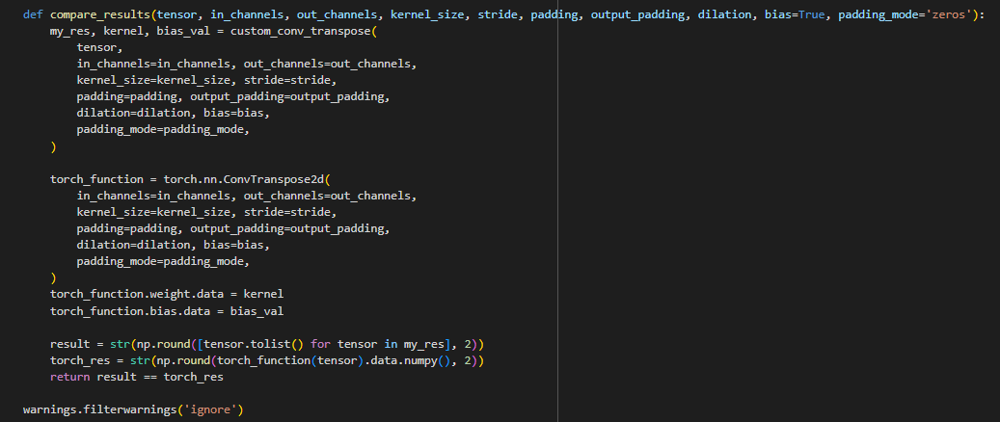 def compare_results(tensor, in_channels, out_channels, kernel_size, stride, padding, output_padding, dilation, bias=True, padding_mode='zeros'):
    my_res, kernel, bias_val = custom_conv_transpose(
        tensor,
        in_channels=in_channels, out_channels=out_channels,
        kernel_size=kernel_size, stride=stride,
        padding=padding, output_padding=output_padding,
        dilation=dilation, bias=bias,
        padding_mode=padding_mode,
    )

    torch_function = torch.nn.ConvTranspose2d(
        in_channels=in_channels, out_channels=out_channels,
        kernel_size=kernel_size, stride=stride,
        padding=padding, output_padding=output_padding,
        dilation=dilation, bias=bias,
        padding_mode=padding_mode,
    )
    torch_function.weight.data = kernel
    torch_function.bias.data = bias_val

    result = str(np.round([tensor.tolist() for tensor in my_res], 2))
    torch_res = str(np.round(torch_function(tensor).data.numpy(), 2))
    return result == torch_res

warnings.filterwarnings('ignore')